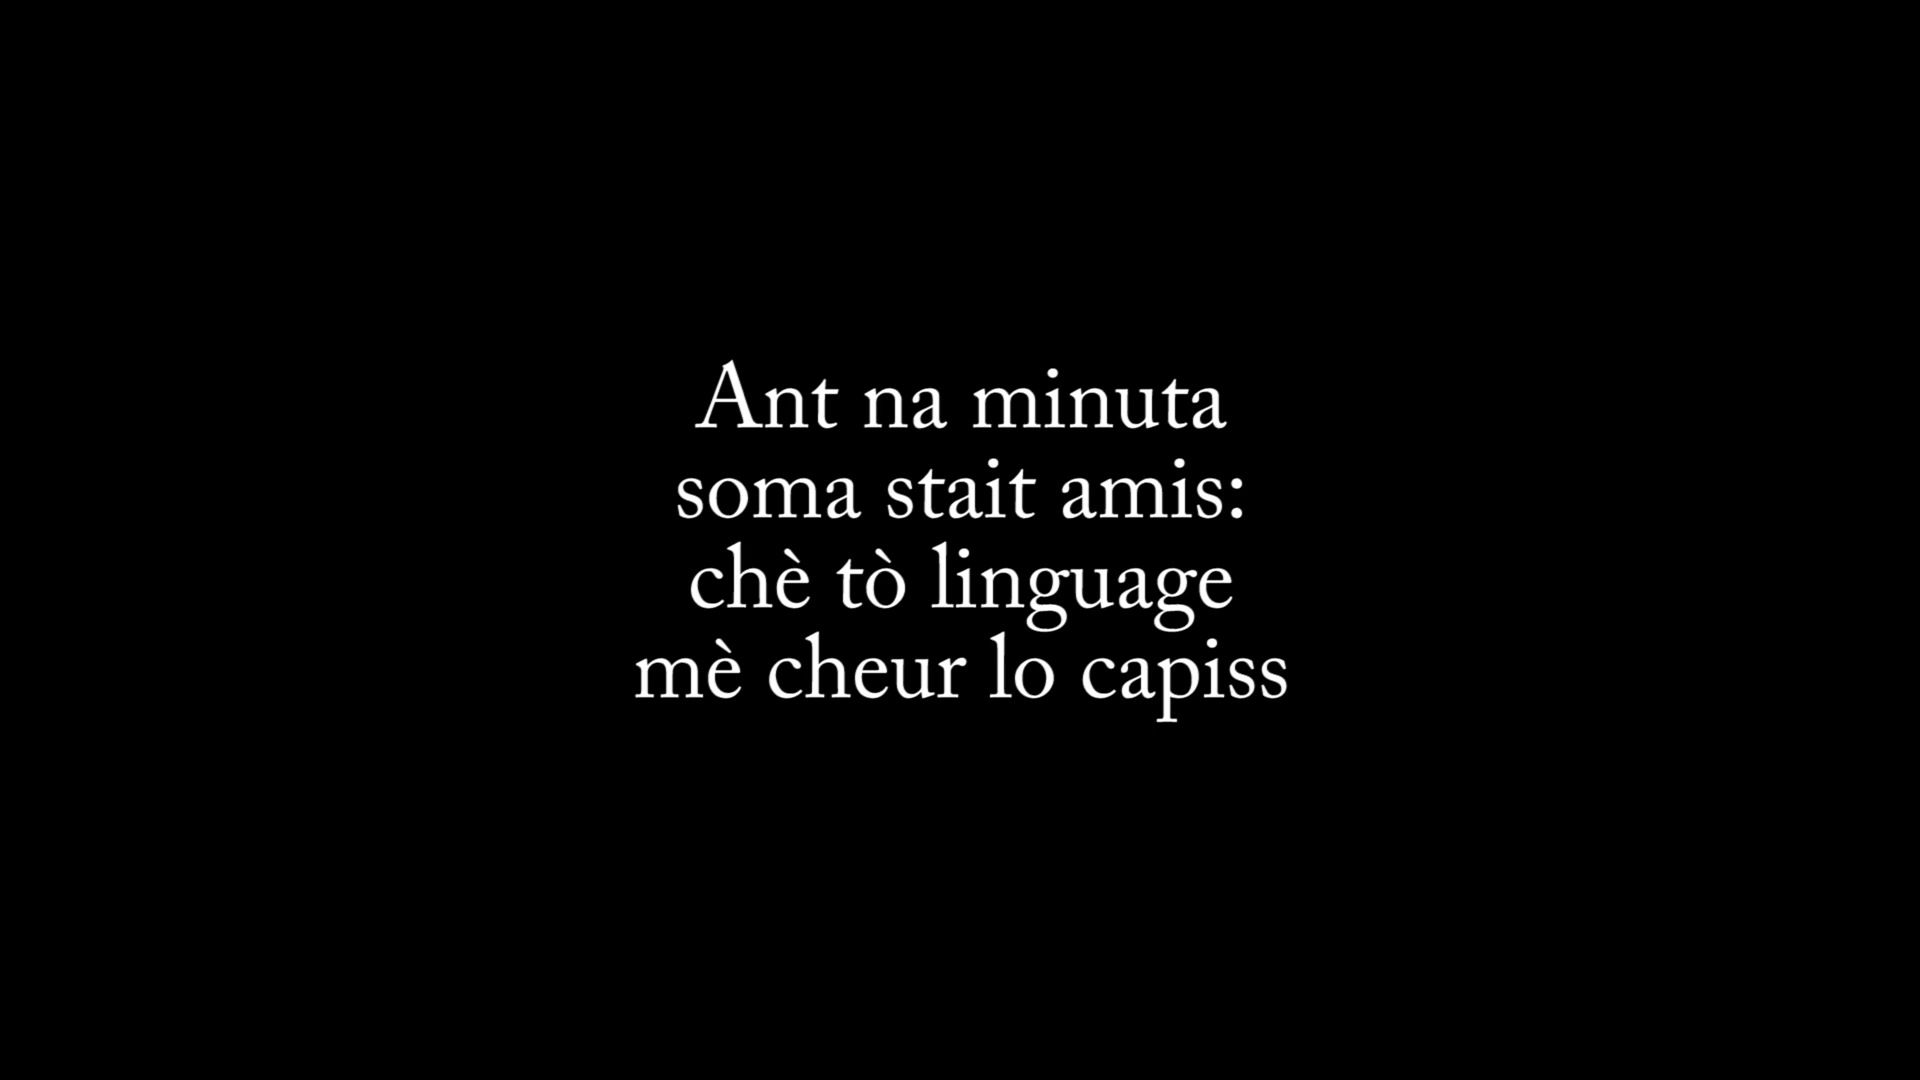 Ant na minuta
soma stait amis:
chè tò linguage
mè cheur lo capiss